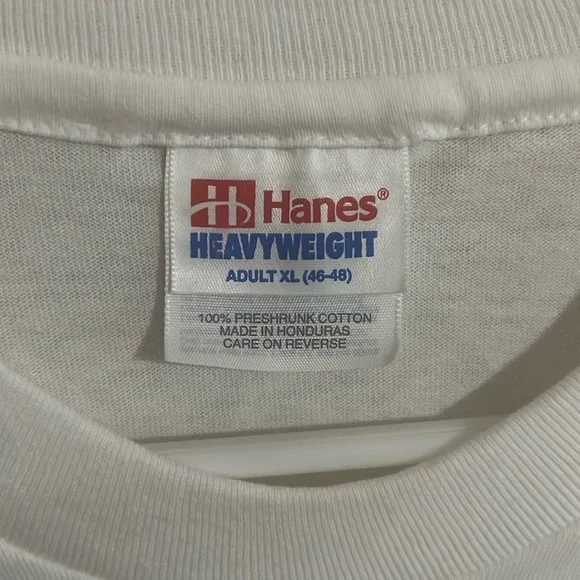 Hanes®
HEAVYWEIGHT
ADULT XL (46-48)
100% PRESHRUNK COTTON
MADE IN HONDURAS
CARE ON REVERSE